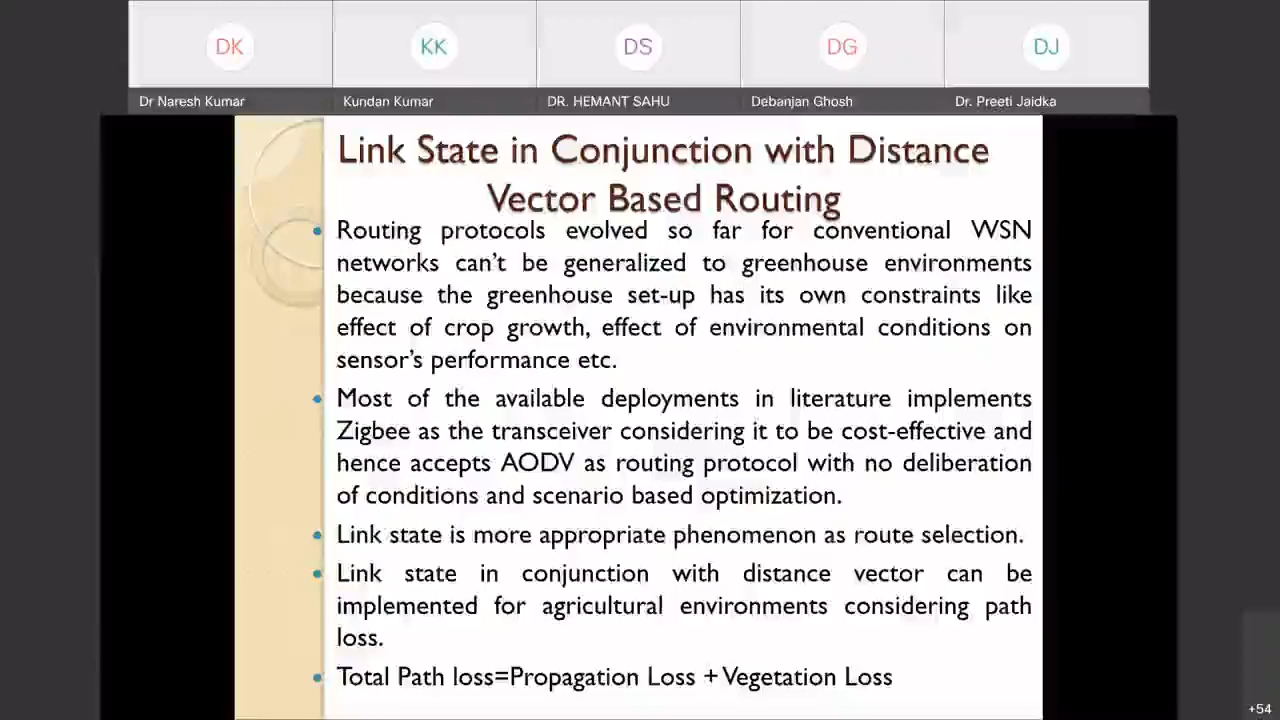 DK
KK
DS
DG
DJ
Dr Naresh Kumar
Kundan Kumar
DR. HEMANT SAHU
Debanjan Ghosh
Dr. Preeti Jaidka
Link State in Conjunction with Distance
Vector Based Routing
• Routing protocols evolved so far for conventional WSN
networks can't be generalized to greenhouse environments
because the greenhouse set-up has its own constraints like
effect of crop growth, effect of environmental conditions on
sensor's performance etc.
• Most of the available deployments in literature implements
Zigbee as the transceiver considering it to be cost-effective and
hence accepts AODV as routing protocol with no deliberation
of conditions and scenario based optimization.
• Link state is more appropriate phenomenon as route selection.
• Link state in conjunction with distance vector can be
implemented for agricultural environments considering path
loss.
• Total Path loss=Propagation Loss + Vegetation Loss
+54